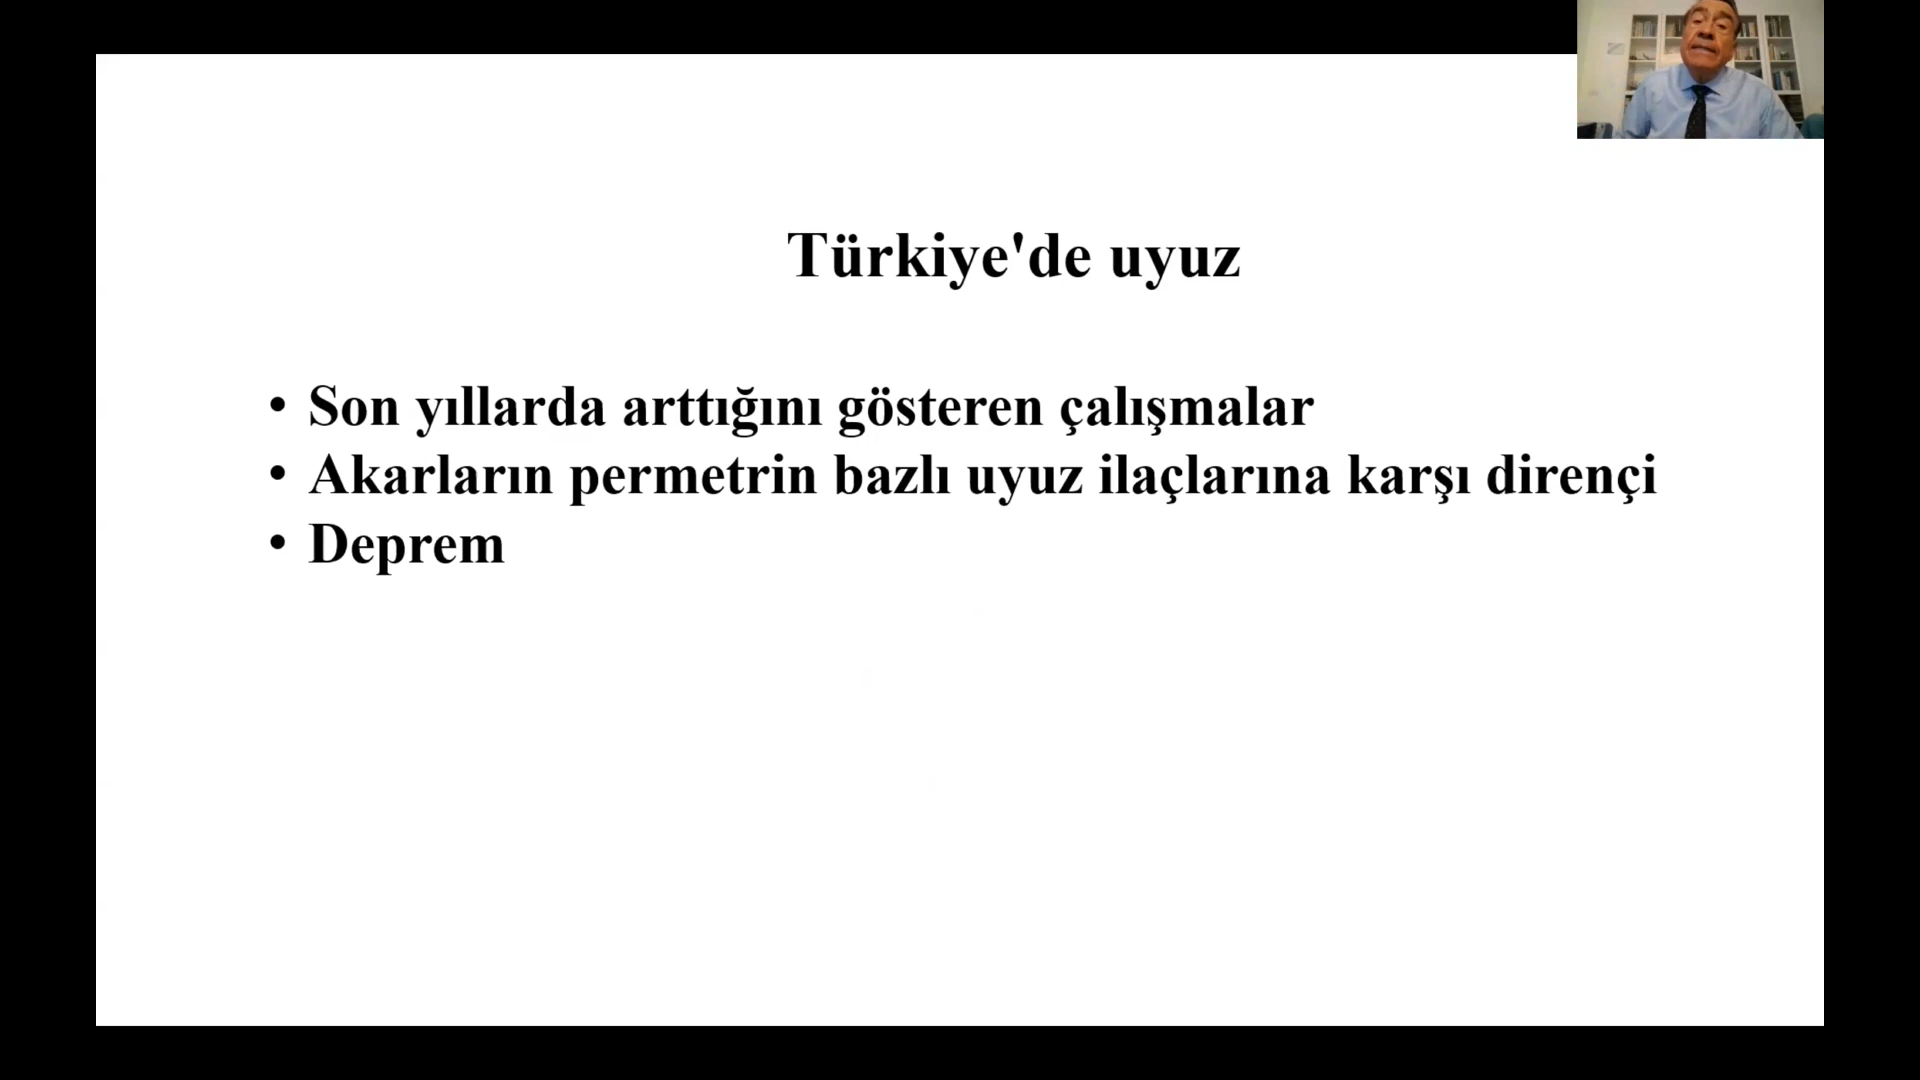 Türkiye'de uyuz
• Son yıllarda arttığını gösteren çalışmalar
• Akarların permetrin bazlı uyuz ilaçlarına karşı dirençi
• Deprem